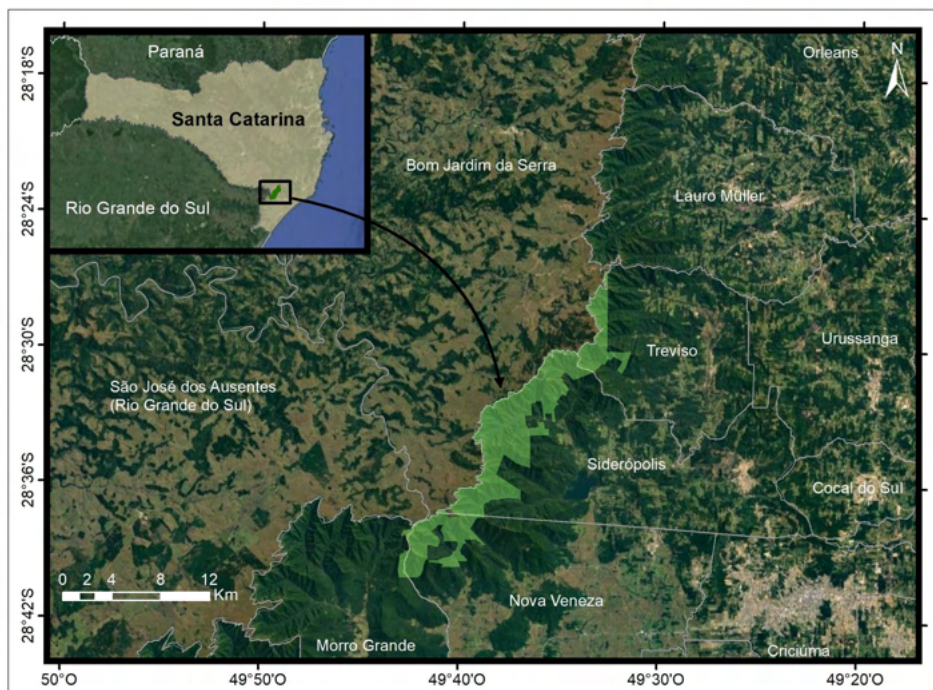 Paraná
Santa Catarina
Rio Grande do Sul
N
Orleans
Bom Jardim da Serra
Lauro Müller
Treviso
Urussanga
São José dos Ausentes
(Rio Grande do Sul)
Siderópolis
Cocal do Sul
Nova Veneza
Morro Grande
Criciúma
0 2 4 8 12
Km
28°18'S
28°24'S
28°30'S
28°36'S
28°42'S
50°O
49°50'O
49°40'O
49°30'O
49°20'O